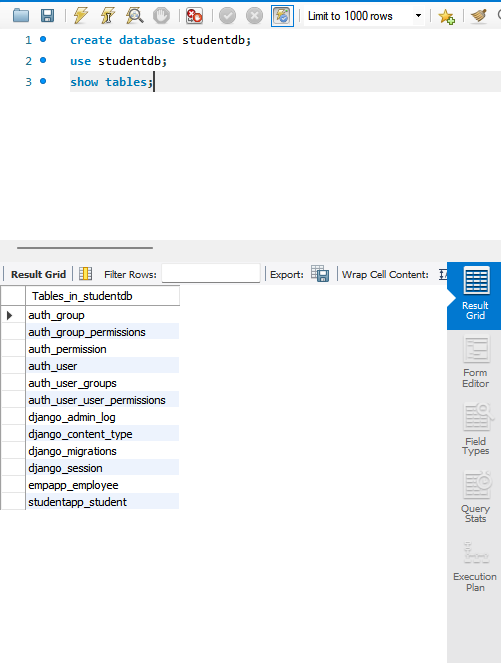 Limit to 1000 rows
1 create database studentdb;
2 use studentdb;
3 show tables;
Result Grid Filter Rows: Export: Wrap Cell Content:
Tables_in_studentdb
auth_group
auth_group_permissions
auth_permission
auth_user
auth_user_groups
auth_user_user_permissions
django_admin_log
django_content_type
django_migrations
django_session
empapp_employee
studentapp_student
Result
Grid
Form
Editor
Field
Types
Query
Stats
Execution
Plan